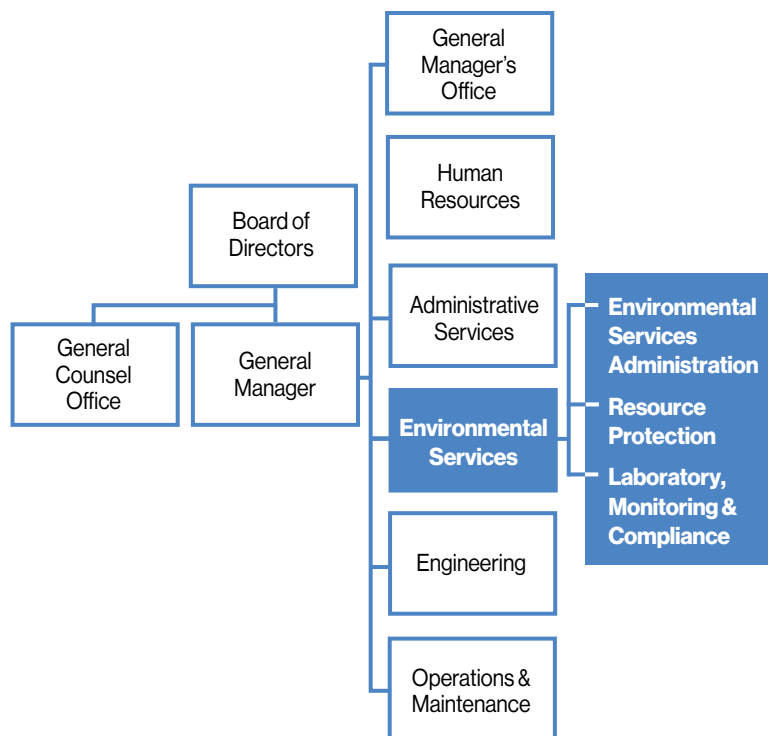 General
Manager’s
Office
Human
Resources
Board of
Directors
Administrative
Services
General
Counsel
Office
General
Manager
Environmental
Services
Environmental
Services
Administration
Resource
Protection
Laboratory,
Monitoring &
Compliance
Engineering
Operations &
Maintenance